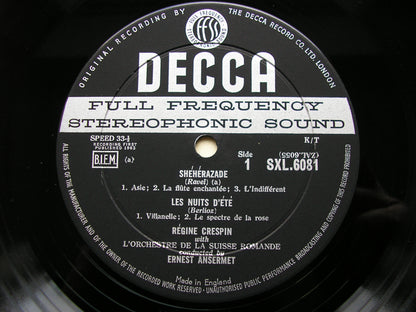 ORIGINAL RECORDING BY THE DECCA RECORD CO. LTD. LONDON
FULL FREQUENCY
ffss
DECCA
FULL FREQUENCY
STEREOPHONIC SOUND
SPEED 33⅓
RECORDING FIRST
PUBLISHED 1963
K/T
(ZAL.6055)
B.I.E.M. (a)
Side
1
SXL.6081
SHÉHÉRAZADE
(Ravel) (a)
1. Asie; 2. La flûte enchantée; 3. L'Indifférent
LES NUITS D'ÉTÉ
(Berlioz)
1. Villanelle; 2. Le spectre de la rose
RÉGINE CRESPIN
with
L'ORCHESTRE DE LA SUISSE ROMANDE
conducted by
ERNEST ANSERMET
Made in England
ALL RIGHTS OF THE MANUFACTURER AND OF THE OWNER OF THE RECORDED WORK RESERVED - UNAUTHORISED PUBLIC PERFORMANCE BROADCASTING AND COPYING OF THIS RECORD PROHIBITED